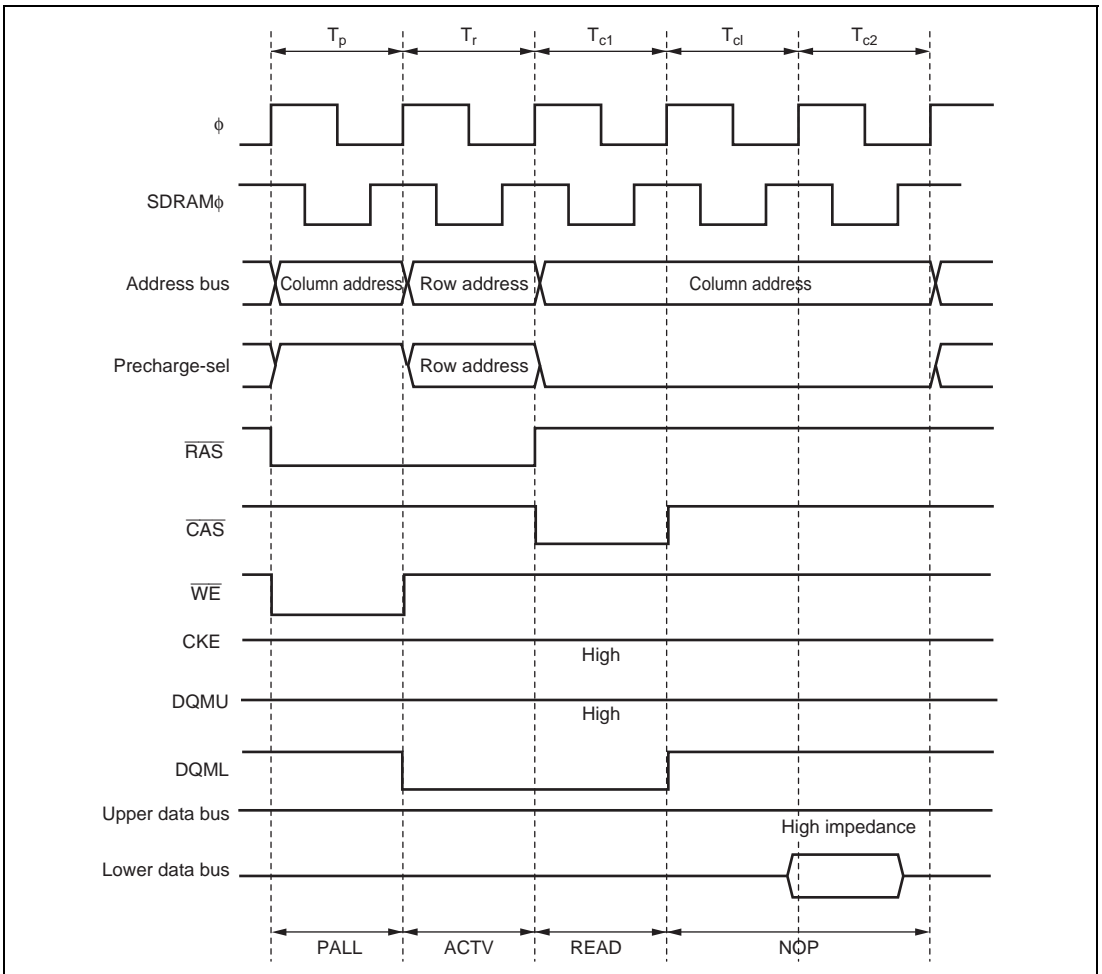 Tp Tr Tc1 Tcl Tc2
ϕ
SDRAMϕ
Address bus Column address Row address Column address
Precharge-sel Row address
RAS
CAS
WE
CKE
High
DQMU
High
DQML
Upper data bus
High impedance
Lower data bus
PALL ACTV READ NOP